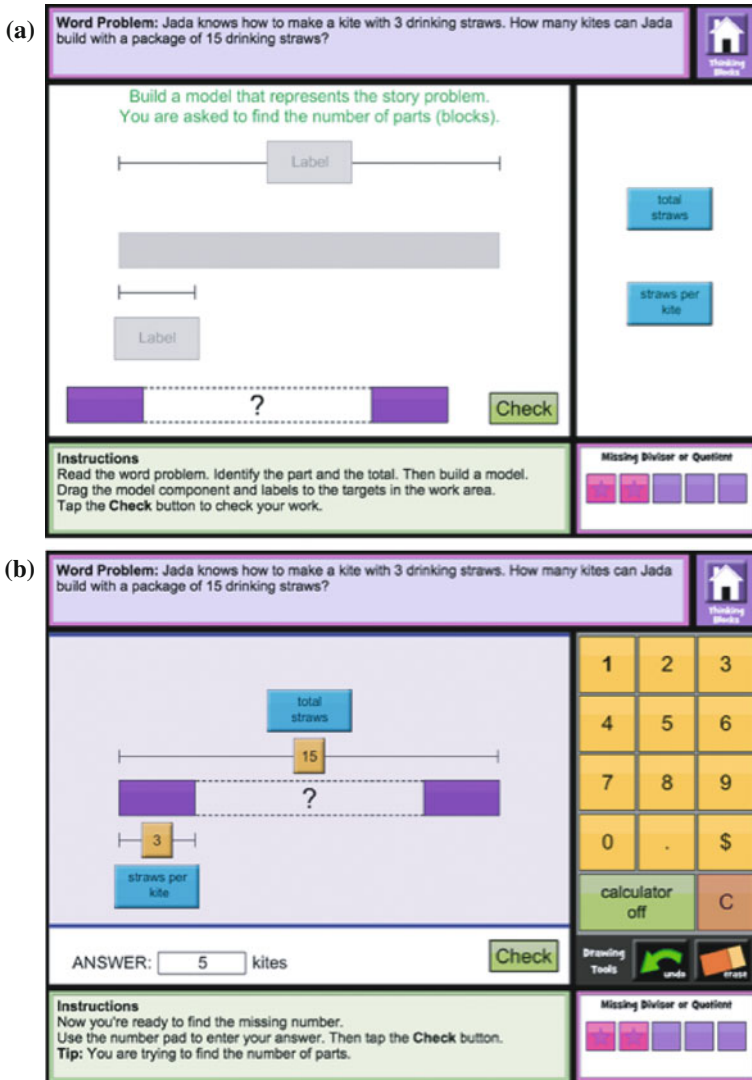 (a)
Word Problem: Jada knows how to make a kite with 3 drinking straws. How many kites can Jada
build with a package of 15 drinking straws?
Thinking
Blocks
Build a model that represents the story problem.
You are asked to find the number of parts (blocks).
Label
total
straws
straws per
kite
Label
?
Check
Instructions
Read the word problem. Identify the part and the total. Then build a model.
Drag the model component and labels to the targets in the work area.
Tap the Check button to check your work.
Missing Divisor or Quotient
(b)
Word Problem: Jada knows how to make a kite with 3 drinking straws. How many kites can Jada
build with a package of 15 drinking straws?
Thinking
Blocks
total
straws
15
?
3
straws per
kite
1 2 3
4 5 6
7 8 9
0 . $
calculator
off
C
ANSWER: 5 kites
Check
Drawing
Tools
undo
erase
Instructions
Now you're ready to find the missing number.
Use the number pad to enter your answer. Then tap the Check button.
Tip: You are trying to find the number of parts.
Missing Divisor or Quotient